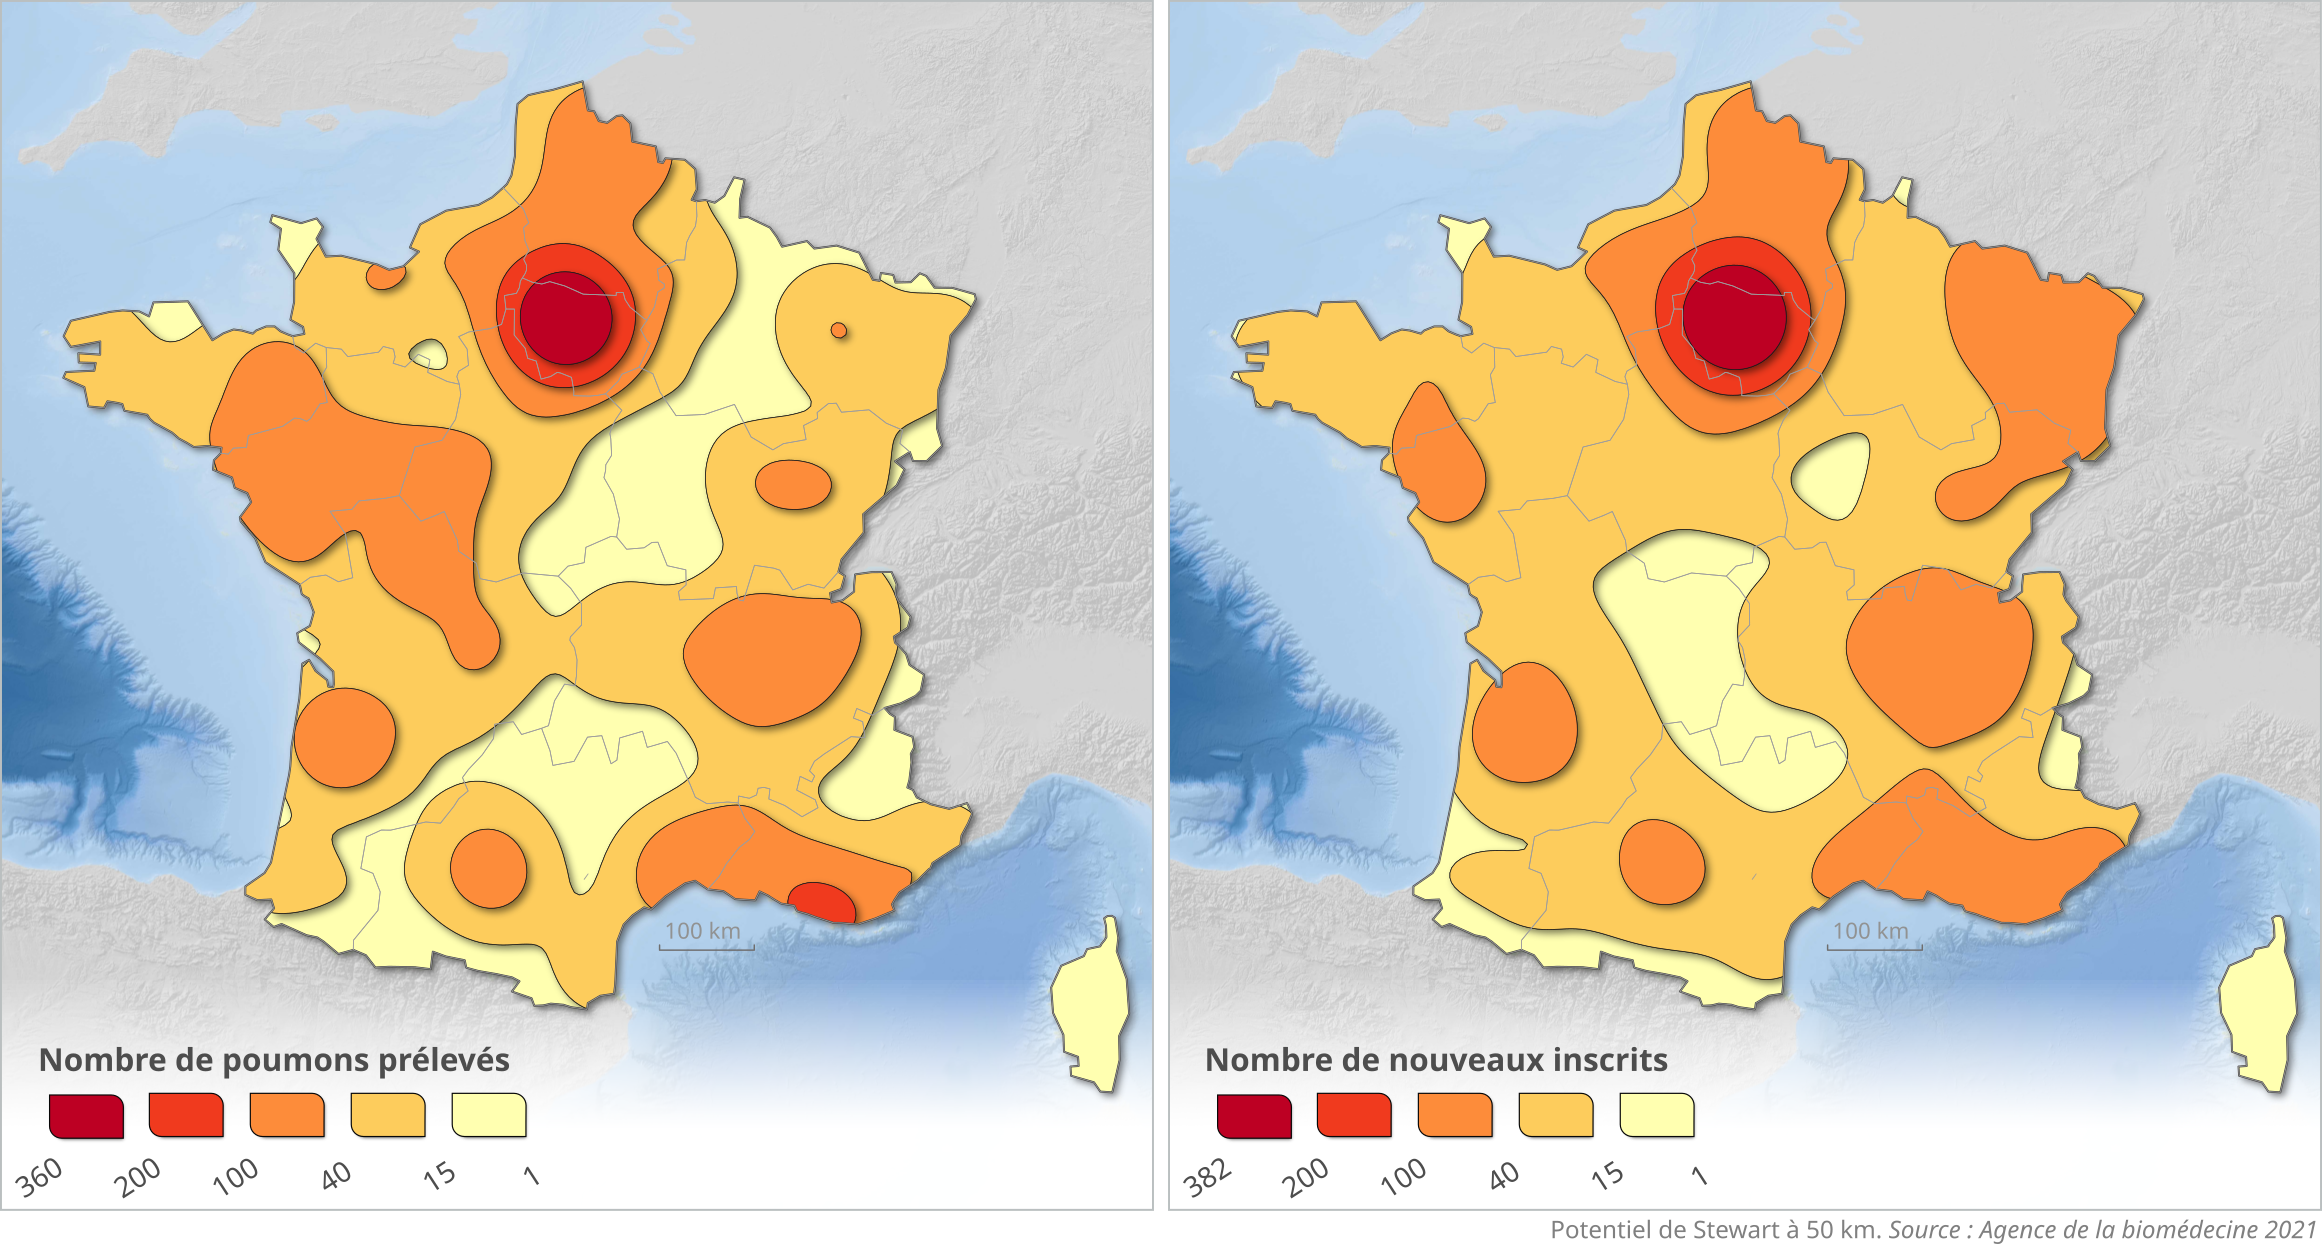 100 km
Nombre de poumons prélevés
360 200 100 40 15 1
100 km
Nombre de nouveaux inscrits
382 200 100 40 15 1
Potentiel de Stewart à 50 km. Source : Agence de la biomédecine 2021